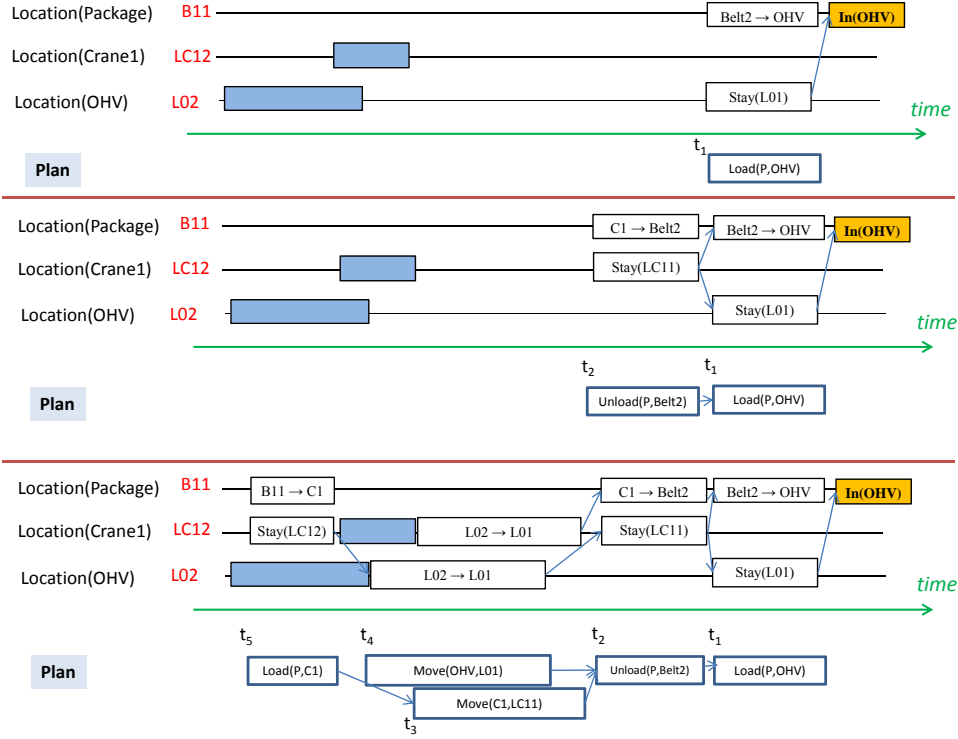 Location(Package) B11 Belt2 → OHV In(OHV)
Location(Crane1) LC12
Location(OHV) L02 Stay(L01)
time
t1
Plan Load(P,OHV)
Location(Package) B11 C1 → Belt2 Belt2 → OHV In(OHV)
Location(Crane1) LC12 Stay(LC11)
Location(OHV) L02 Stay(L01)
time
t2 t1
Plan Unload(P,Belt2) Load(P,OHV)
Location(Package) B11 B11 → C1 C1 → Belt2 Belt2 → OHV In(OHV)
Location(Crane1) LC12 Stay(LC12) L02 → L01 Stay(LC11)
Location(OHV) L02 L02 → L01 Stay(L01)
time
t5 t4 t2 t1
Plan Load(P,C1) Move(OHV,L01) Unload(P,Belt2) Load(P,OHV)
t3 Move(C1,LC11)